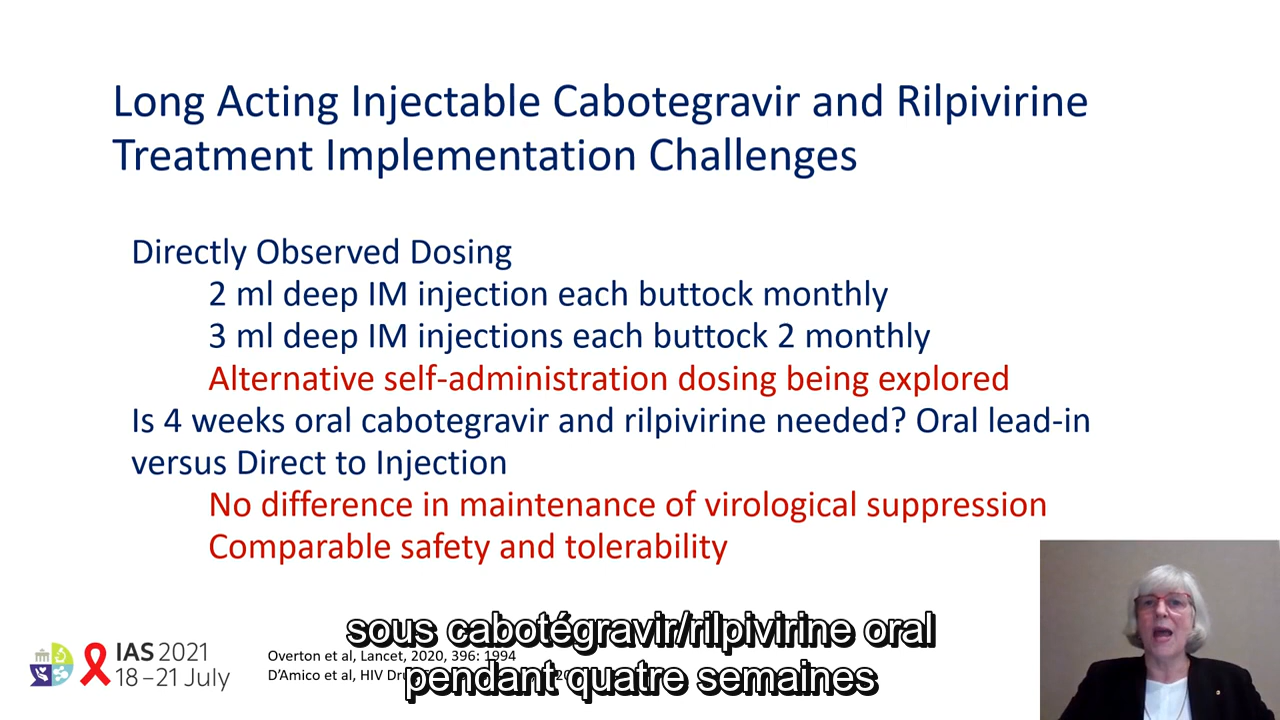 Long Acting Injectable Cabotegravir and Rilpivirine
Treatment Implementation Challenges
Directly Observed Dosing
2 ml deep IM injection each buttock monthly
3 ml deep IM injections each buttock 2 monthly
Alternative self-administration dosing being explored
Is 4 weeks oral cabotegravir and rilpivirine needed? Oral lead-in
versus Direct to Injection
No difference in maintenance of virological suppression
Comparable safety and tolerability
sous cabotégravir/rilpivirine oral
pendant quatre semaines
IAS 2021
18–21 July
Overton et al, Lancet, 2020, 396: 1994
D'Amico et al, HIV